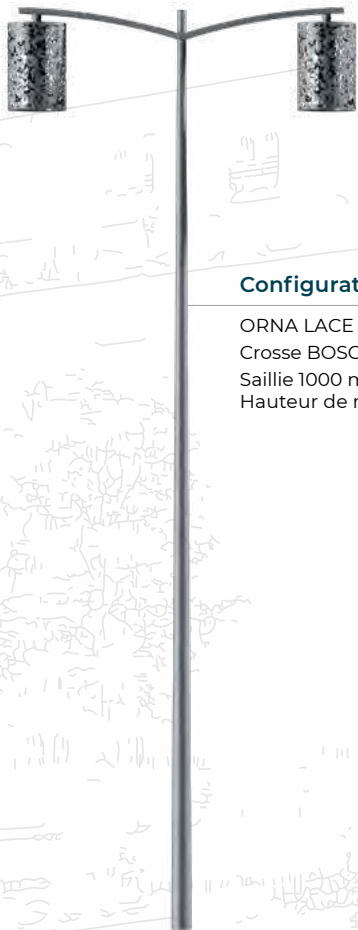 Configurat
ORNA LACE
Crosse BOSC
Saillie 1000 m
Hauteur de r